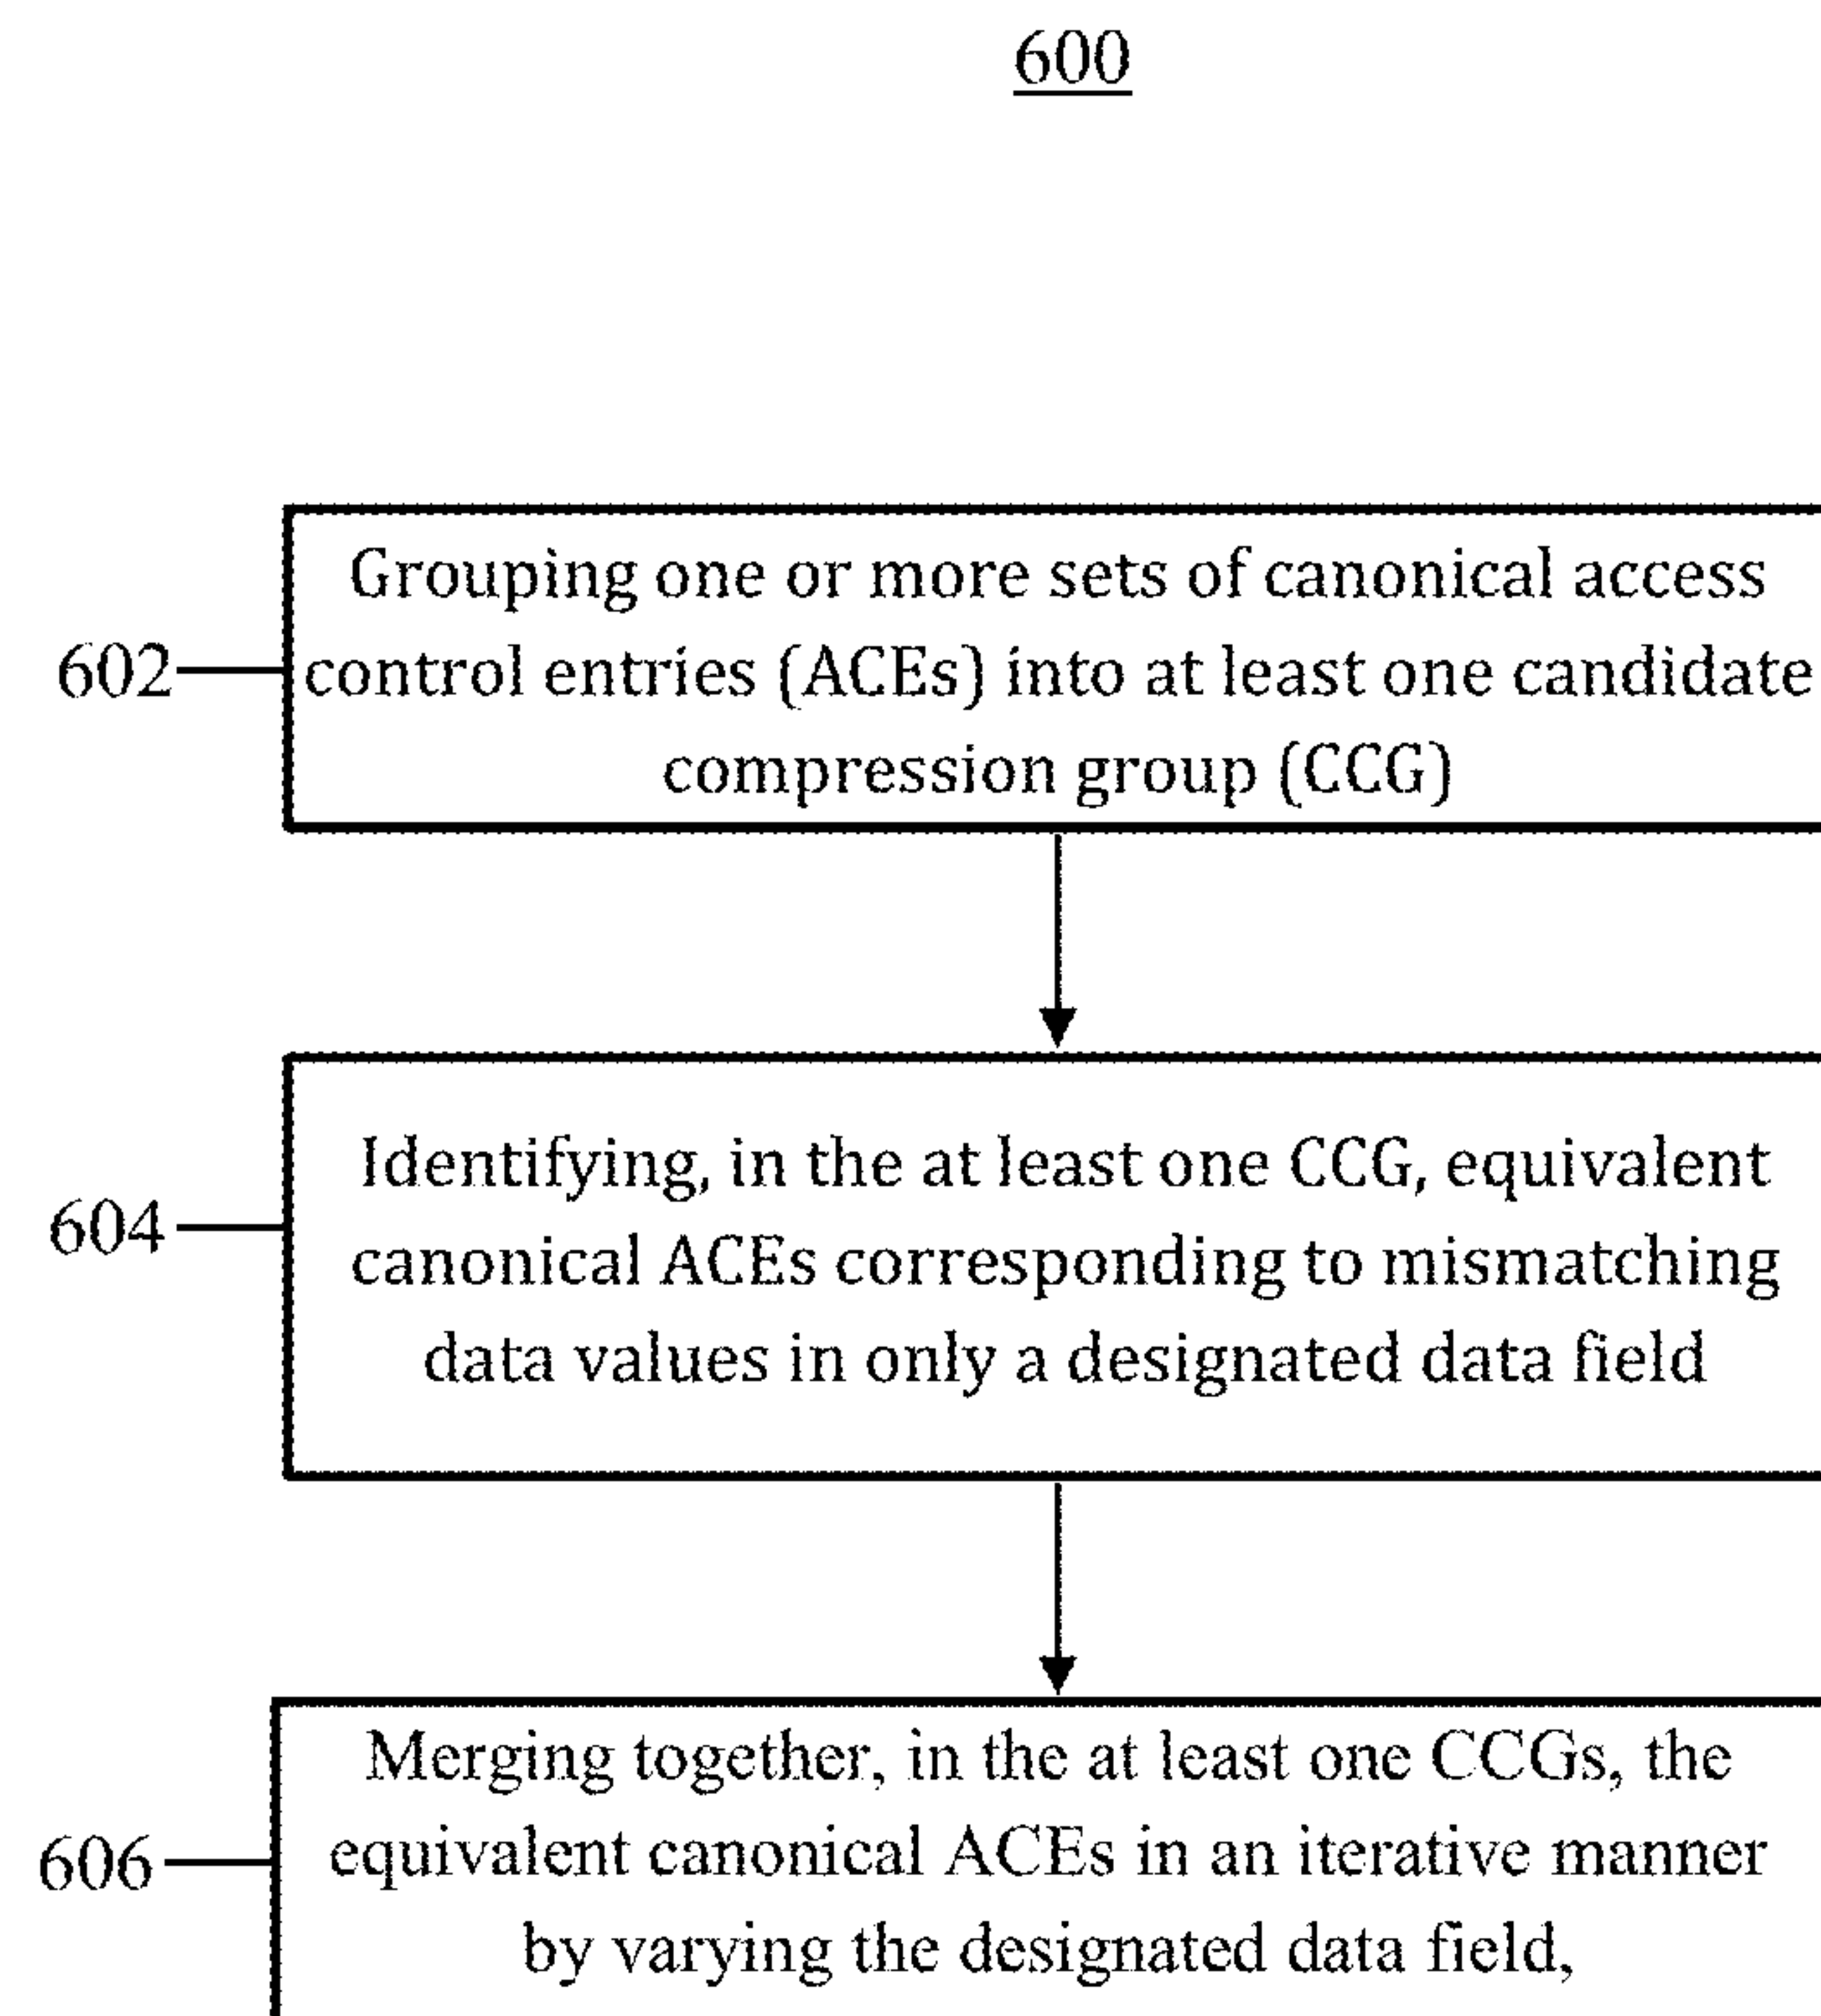 600
Grouping one or more sets of canonical access
602
control entries (ACEs) into at least one candidate
compression group (CCG)
Identifying, in the at least one CCG, equivalent
604
canonical ACEs corresponding to mismatching
data values in only a designated data field
Merging together, in the at least one CCGs, the
606
equivalent canonical ACEs in an iterative manner
by varying the designated data field,